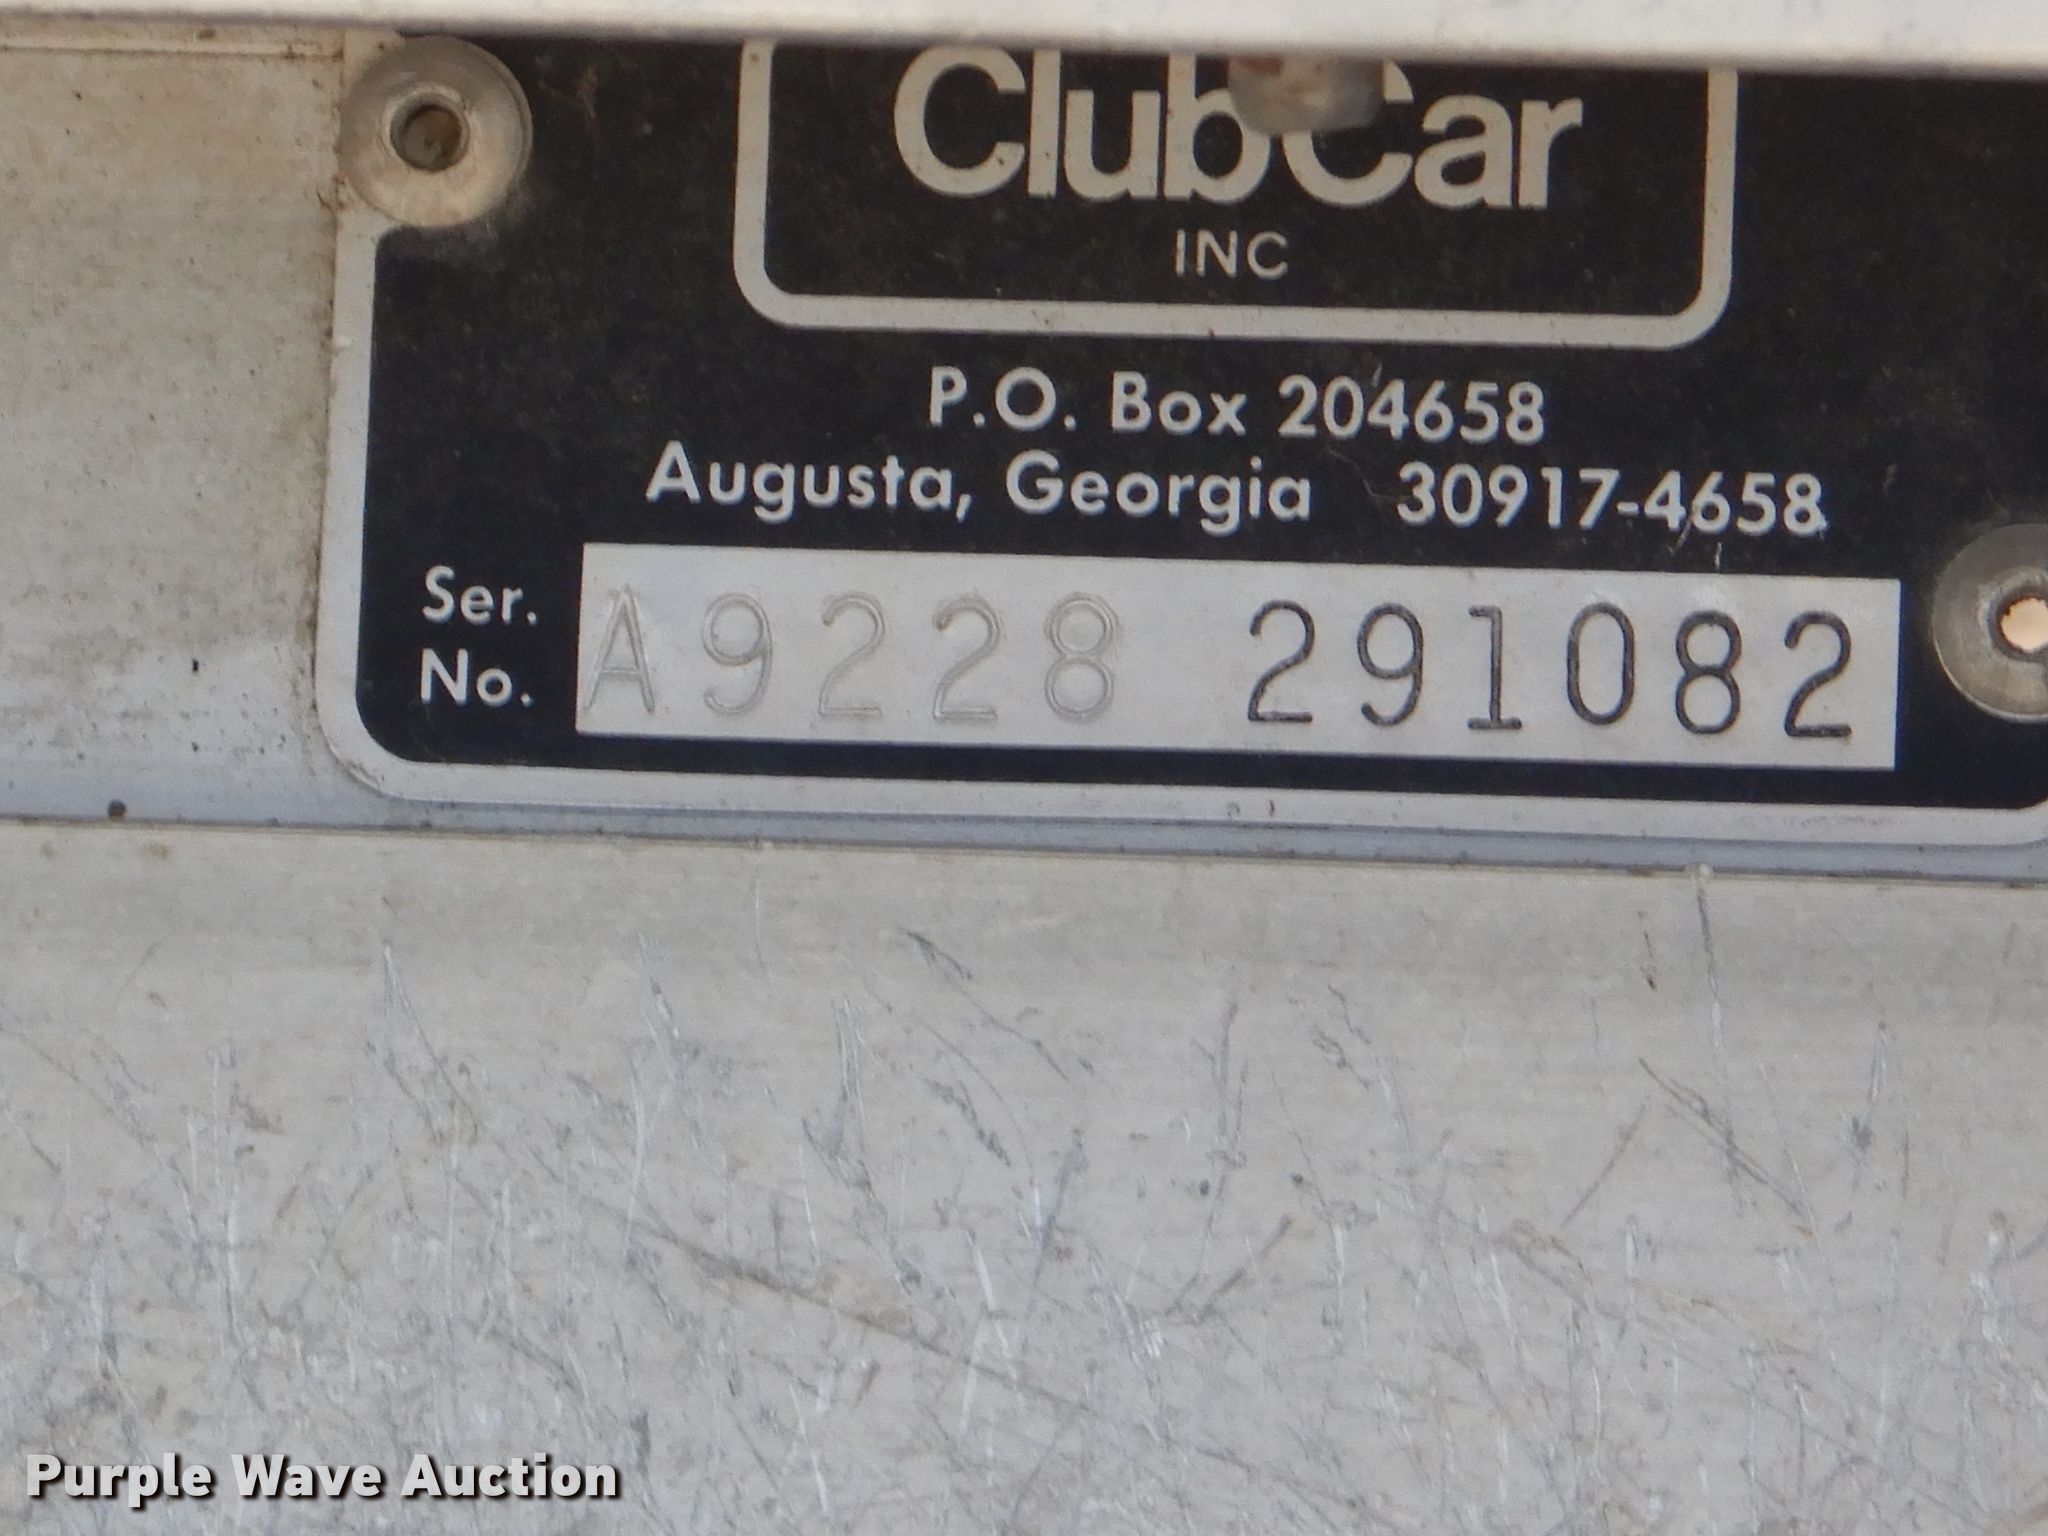 ClubCar
INC
P.O. Box 204658
Augusta, Georgia 30917-4658
Ser. No. A9228 291082
Purple Wave Auction